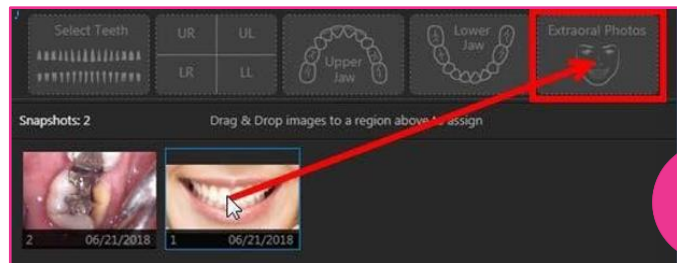 Select Teeth
UR UL
LR LL
Upper
Jaw
Lower
Jaw
Extraoral Photos
Snapshots: 2
Drag & Drop images to a region above to assign
2 06/21/2018
1 06/21/2018